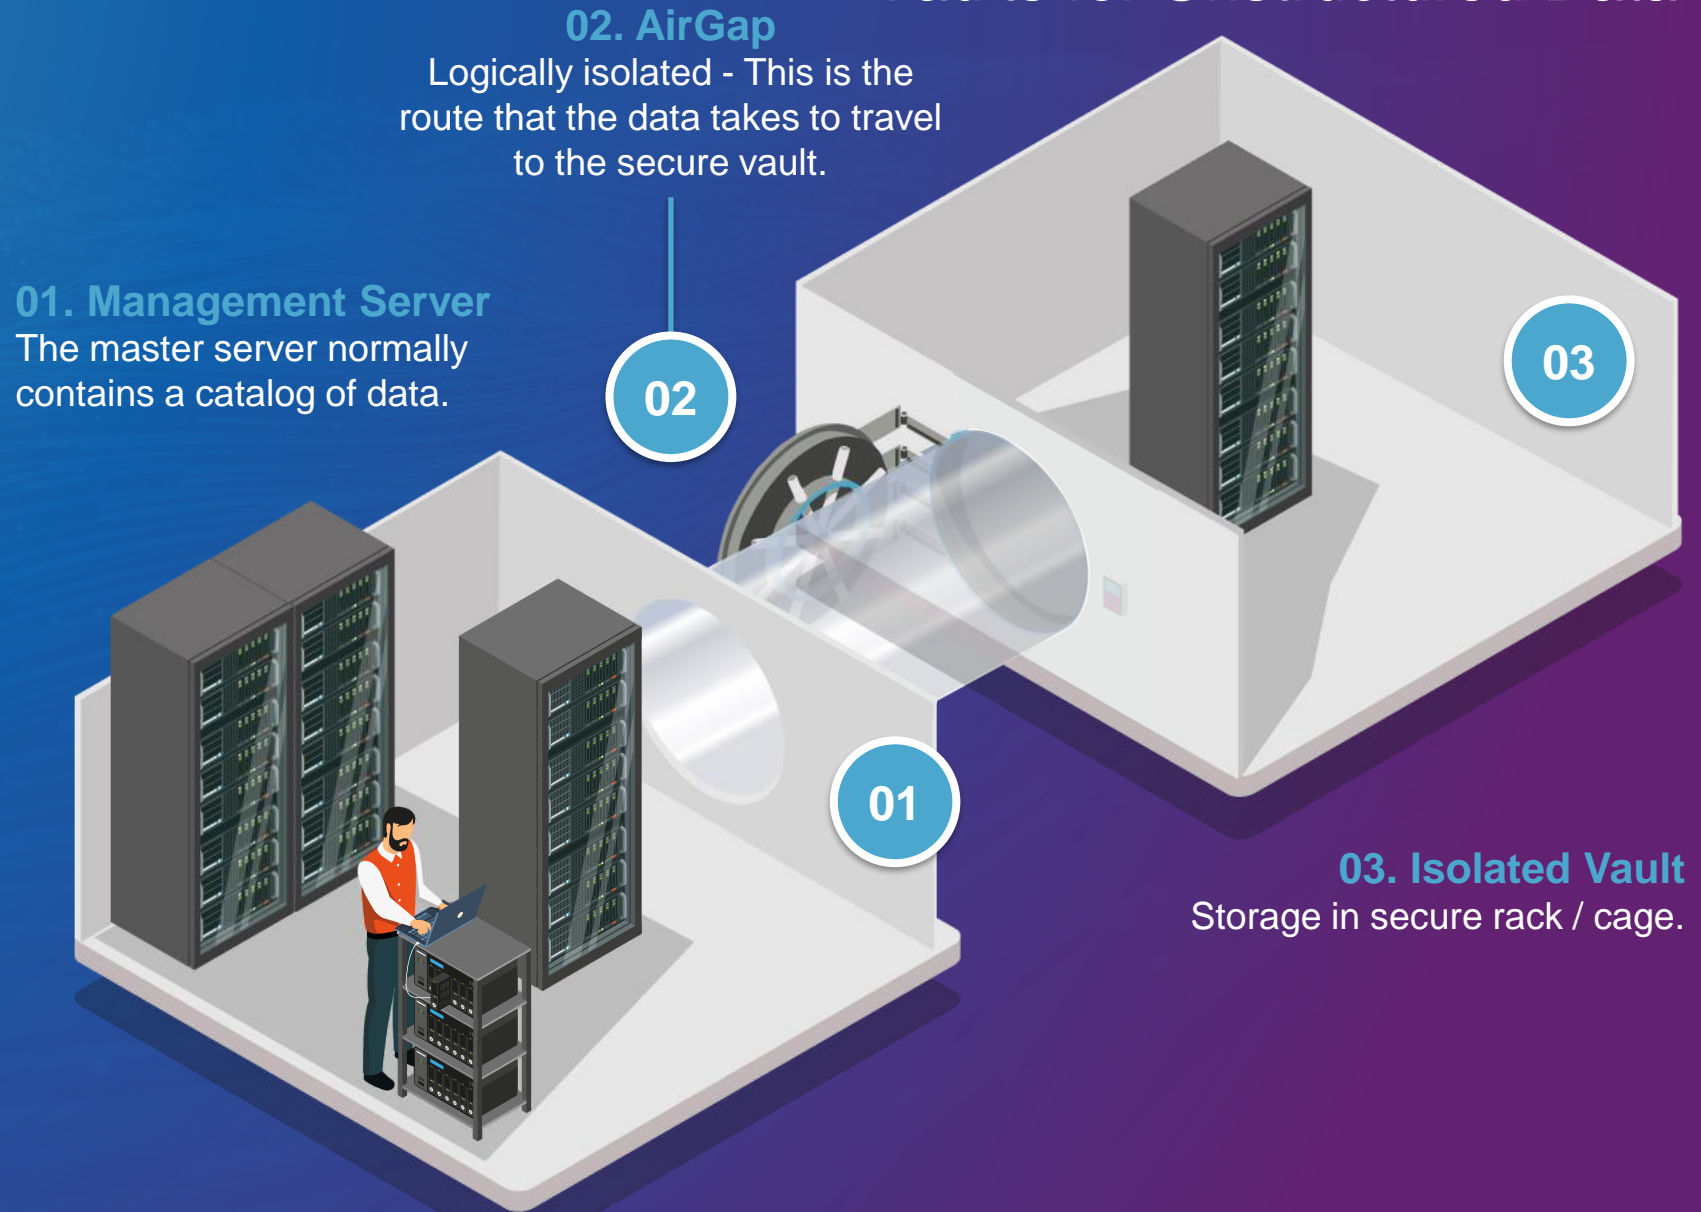 02. AirGap
Logically isolated - This is the
route that the data takes to travel
to the secure vault.
01. Management Server
The master server normally
contains a catalog of data.
02
03
01
03. Isolated Vault
Storage in secure rack / cage.